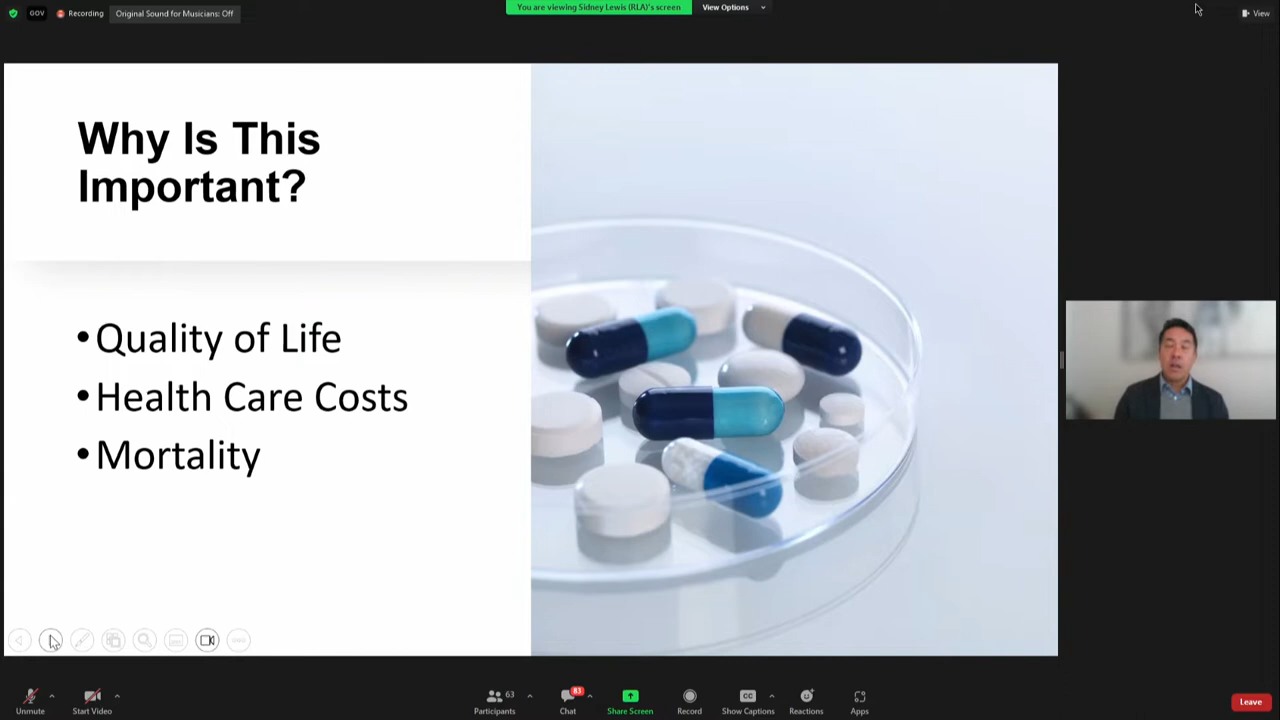 OOV
Recording
Original Sound for Musicians: Off
You are viewing Sidney Lewis (RLA)'s screen
View Options
View
Why Is This
Important?
•Quality of Life
•Health Care Costs
•Mortality
Unmute
Start Video
63
Participants
83
Chat
Share Screen
Record
CC
Show Captions
Reactions
Apps
Leave